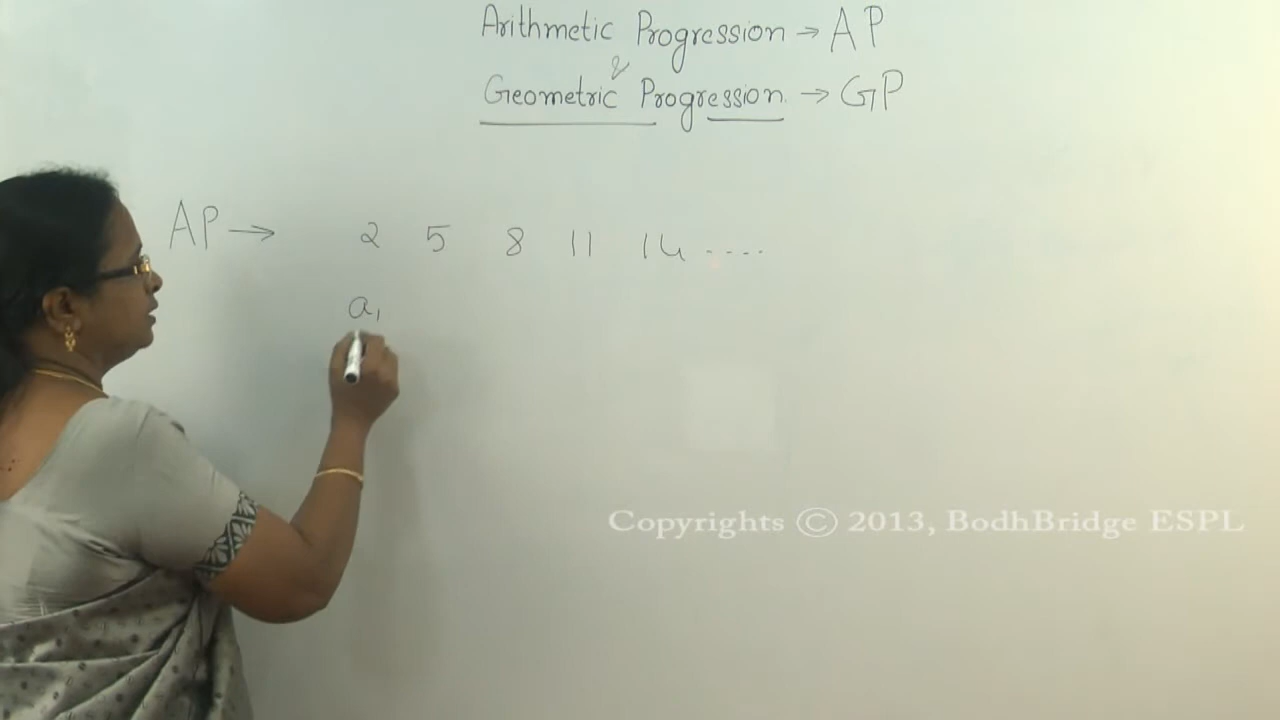 Arithmetic Progression → AP
&
Geometric Progression. → GP
AP → 2 5 8 11 14 ....
a₁
Copyrights © 2013, BodhBridge ESPL